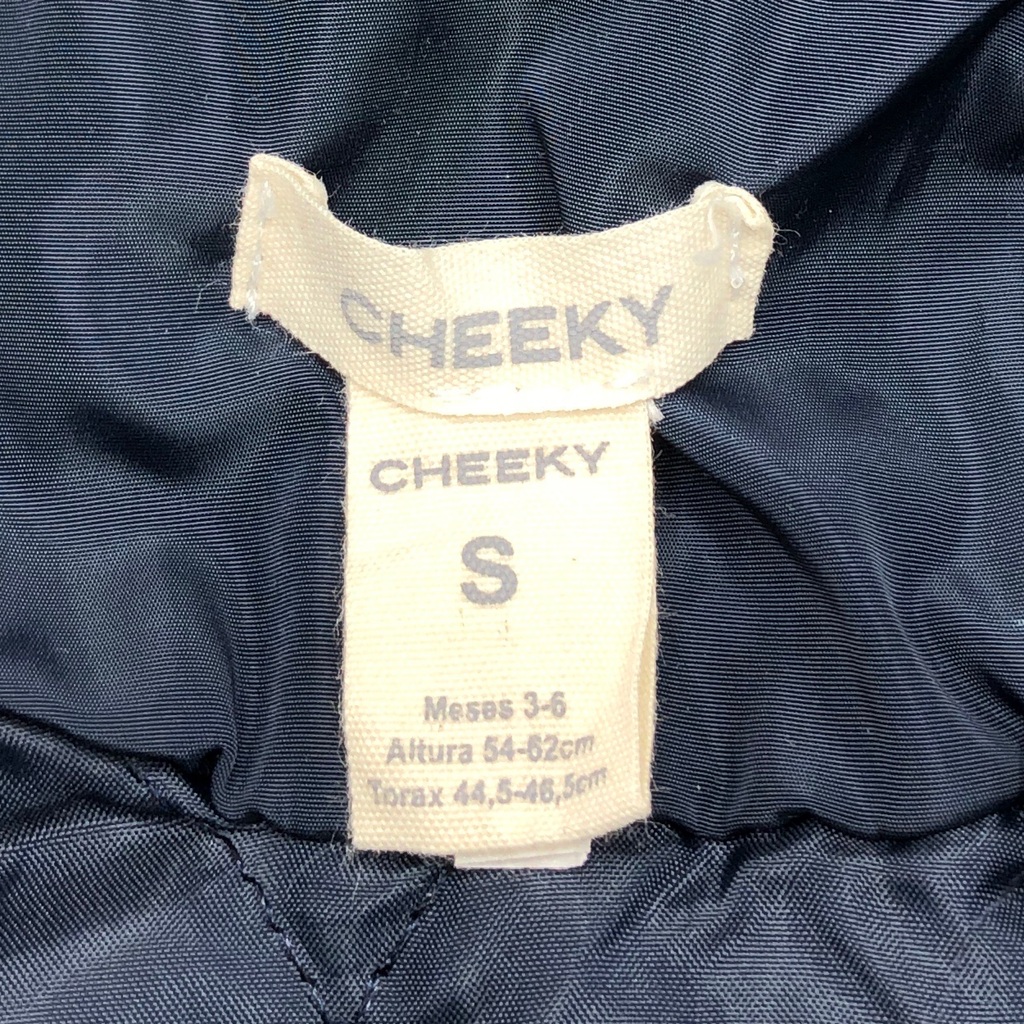 CHEEKY
CHEEKY
S
Meses 3-6
Altura 54-62cm
Torax 44,5-46,5cm